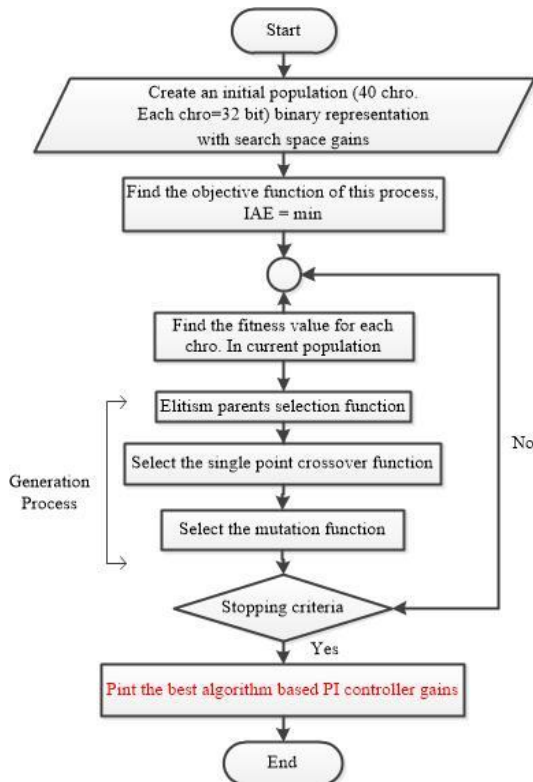 Start
Create an initial population (40 chro.
Each chro=32 bit) binary representation
with search space gains
Find the objective function of this process,
IAE = min
Find the fitness value for each
chro. In current population
Elitism parents selection function
Select the single point crossover function
Generation
Process
No
Select the mutation function
Stopping criteria
Yes
Pint the best algorithm based PI controller gains
End